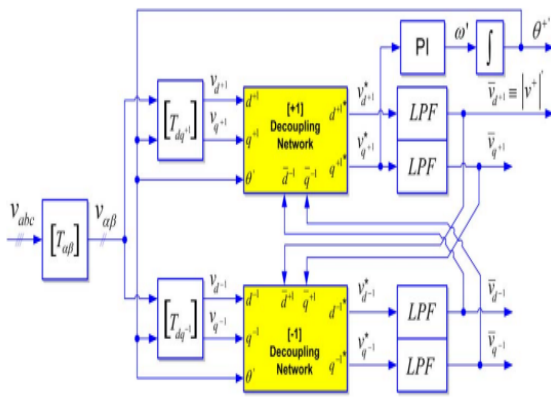 PI
ω'
∫
θ⁺'
v̄_d⁺¹ ≡ |v⁺|'
[T_dq⁺¹]
v_d⁺¹
v_q⁺¹
d⁺¹
q⁺¹
θ'
[+1]
Decoupling
Network
d̄⁻¹ q̄⁻¹
d⁺¹*
q⁺¹*
v*_d⁺¹
v*_q⁺¹
LPF
LPF
v̄_q⁺¹
v_abc
[T_αβ]
v_αβ
[T_dq⁻¹]
v_d⁻¹
v_q⁻¹
d⁻¹
q⁻¹
θ'
d̄⁺¹ q̄⁺¹
Decoupling
[-1]
Network
d⁻¹*
q⁻¹*
v*_d⁻¹
v*_q⁻¹
LPF
LPF
v̄_d⁻¹
v̄_q⁻¹